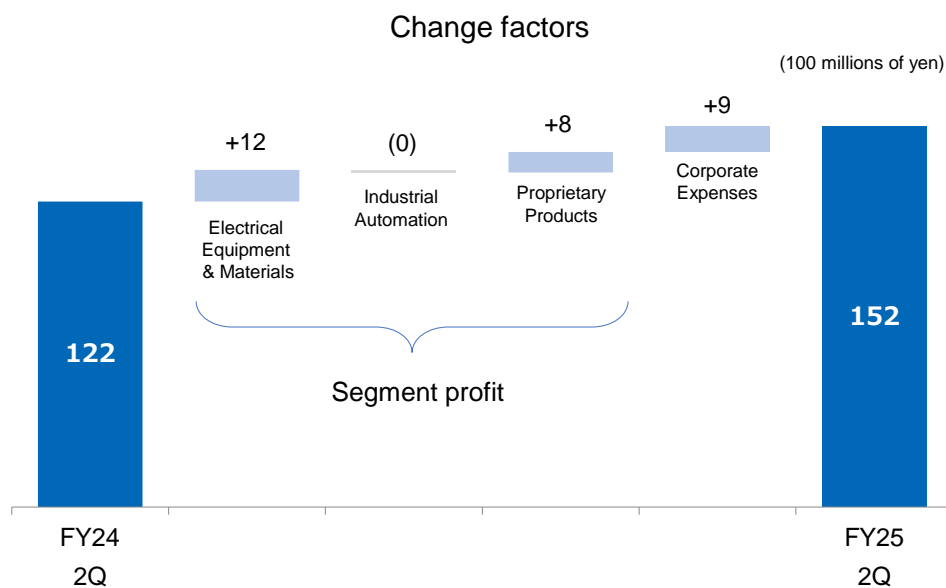 Change factors
(100 millions of yen)
+12
(0)
+8
+9
Electrical
Equipment
& Materials
Industrial
Automation
Proprietary
Products
Corporate
Expenses
122
152
Segment profit
FY24
2Q
FY25
2Q